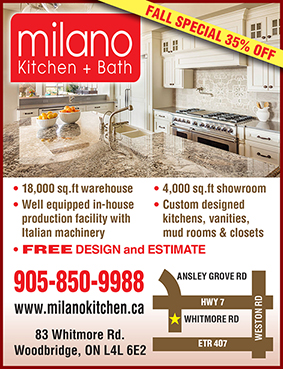 FALL SPECIAL 35% OFF
milano
Kitchen + Bath
• 18,000 sq.ft warehouse
• Well equipped in-house
production facility with
Italian machinery
• 4,000 sq.ft showroom
• Custom designed
kitchens, vanities,
mud rooms & closets
• FREE DESIGN and ESTIMATE
905-850-9988
www.milanokitchen.ca
83 Whitmore Rd.
Woodbridge, ON L4L 6E2
ANSLEY GROVE RD
HWY 7
WHITMORE RD
ETR 407
WESTON RD